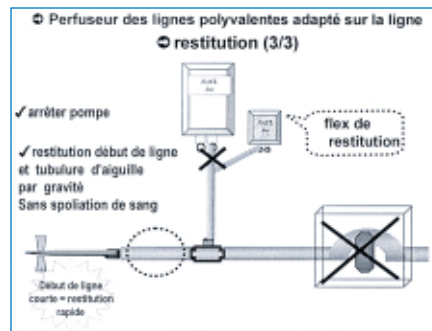 ➲ Perfuseur des lignes polyvalentes adapté sur la ligne
➲ restitution (3/3)
✓ arrêter pompe
flex de
restitution
✓ restitution début de ligne
et tubulure d'aiguille
par gravité
Sans spoliation de sang
Début de ligne
courte = restitution
rapide